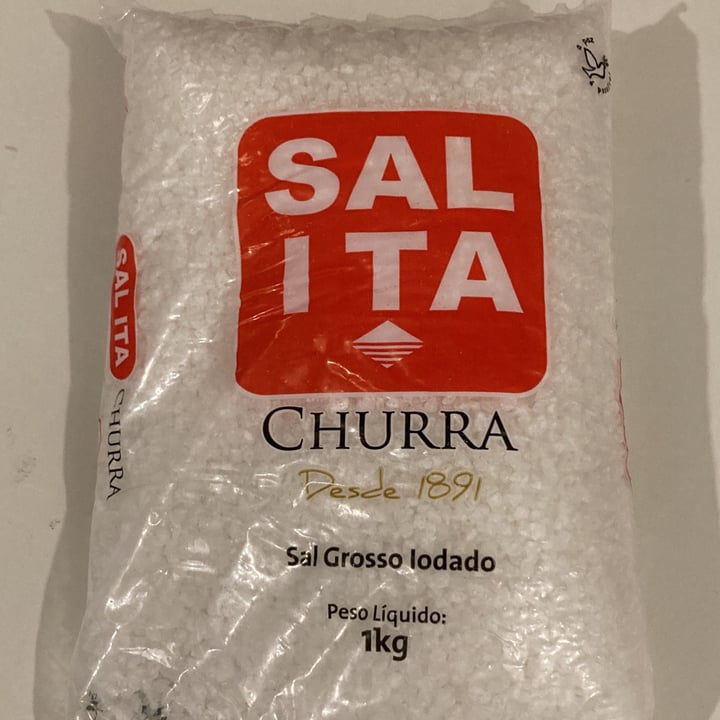 SAL
ITA
CHURRA
Desde 1891
Sal Grosso Iodado
Peso Líquido:
1kg
SAL ITA
CHURRA